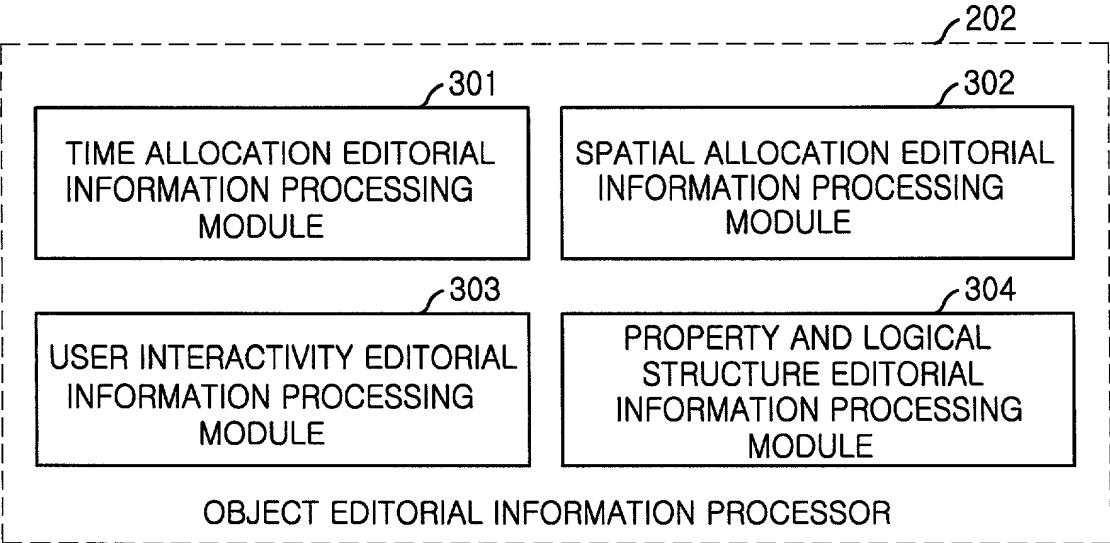 202
301
TIME ALLOCATION EDITORIAL
INFORMATION PROCESSING
MODULE
302
SPATIAL ALLOCATION EDITORIAL
INFORMATION PROCESSING
MODULE
303
USER INTERACTIVITY EDITORIAL
INFORMATION PROCESSING
MODULE
304
PROPERTY AND LOGICAL
STRUCTURE EDITORIAL
INFORMATION PROCESSING
MODULE
OBJECT EDITORIAL INFORMATION PROCESSOR